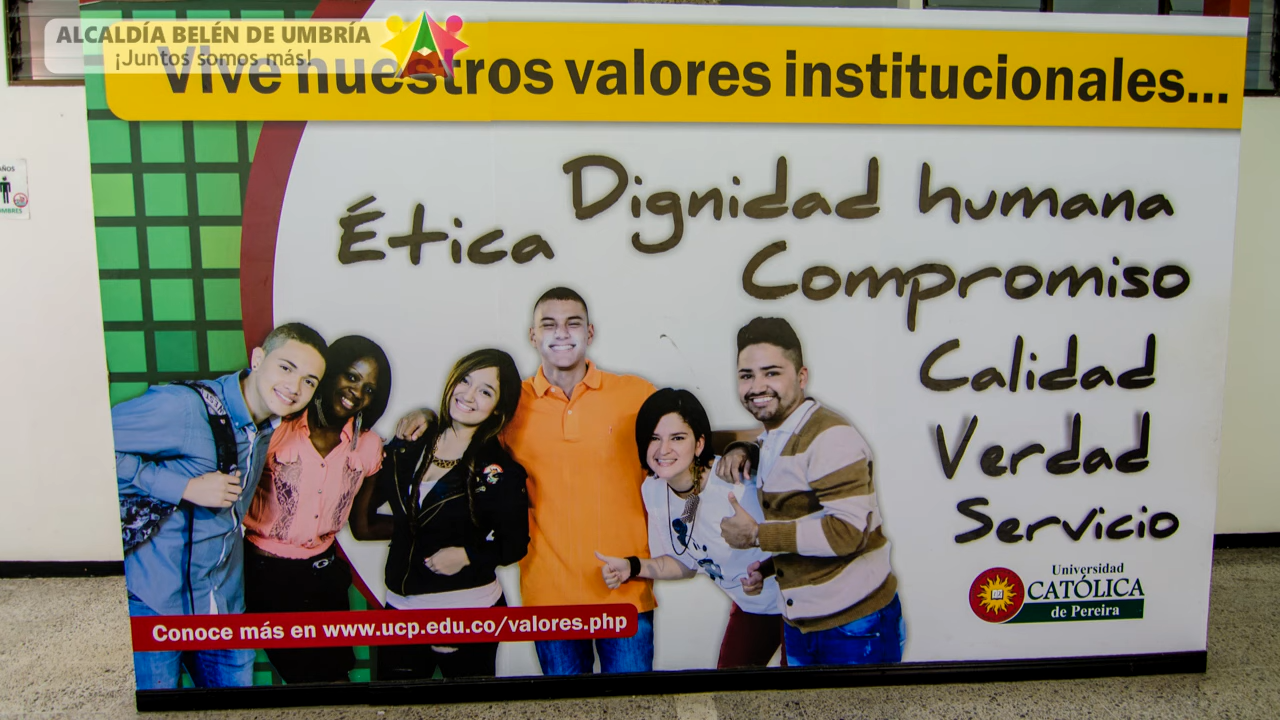 ALCALDÍA BELÉN DE UMBRÍA
¡Juntos somos más!
Vive nuestros valores institucionales...
Ética
Dignidad humana
Compromiso
Calidad
Verdad
Servicio
Universidad
CATÓLICA
de Pereira
Conoce más en www.ucp.edu.co/valores.php